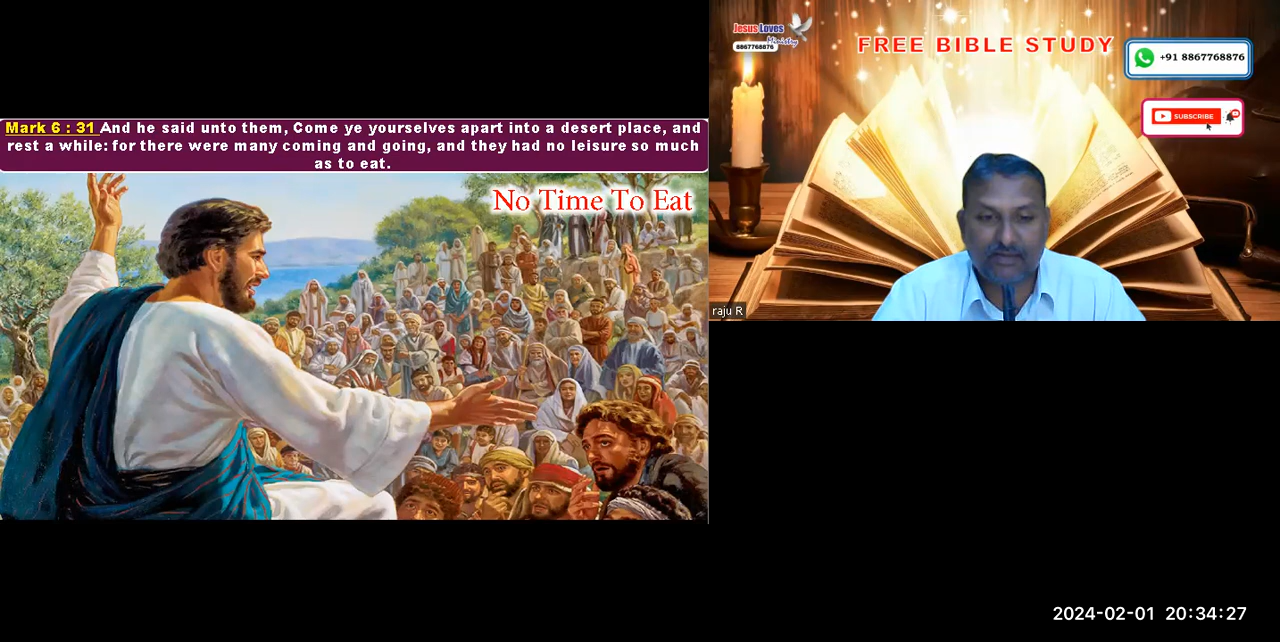 Mark 6 : 31 And he said unto them, Come ye yourselves apart into a desert place, and
rest a while: for there were many coming and going, and they had no leisure so much
as to eat.
No Time To Eat
Jesus Loves
Ministry
8867768876
FREE BIBLE STUDY
+91 8867768876
SUBSCRIBE
raju R
2024-02-01 20:34:27